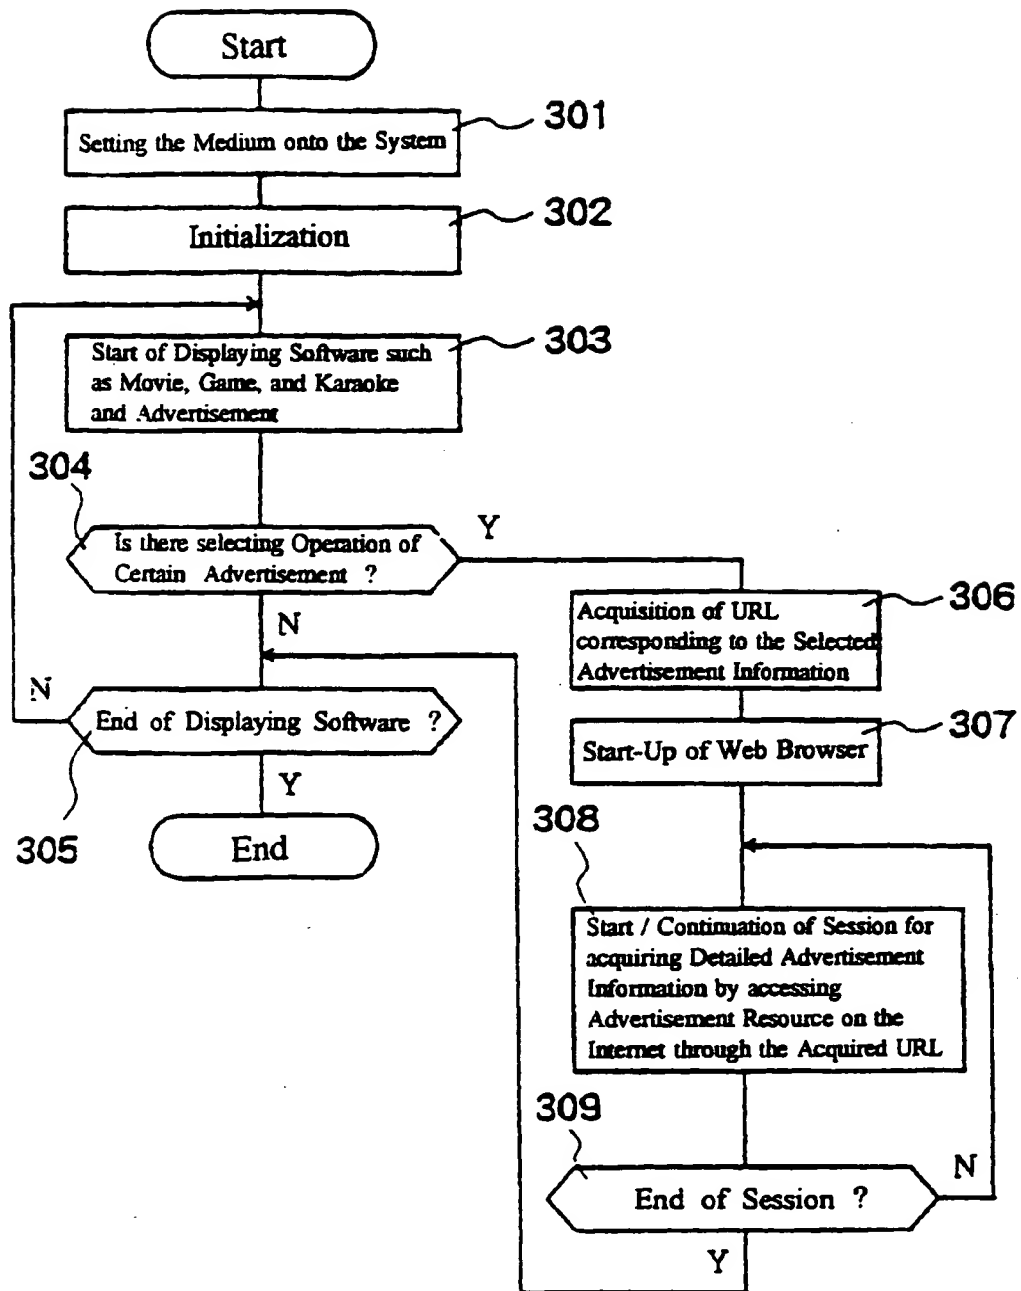 Start
301
Setting the Medium onto the System
302
Initialization
303
Start of Displaying Software such
as Movie, Game, and Karaoke
and Advertisement
304
Is there selecting Operation of
Certain Advertisement ?
Y
N
306
Acquisition of URL
corresponding to the Selected
Advertisement Information
N
End of Displaying Software ?
305
Y
End
307
Start-Up of Web Browser
308
Start / Continuation of Session for
acquiring Detailed Advertisement
Information by accessing
Advertisement Resource on the
Internet through the Acquired URL
309
End of Session ?
N
Y